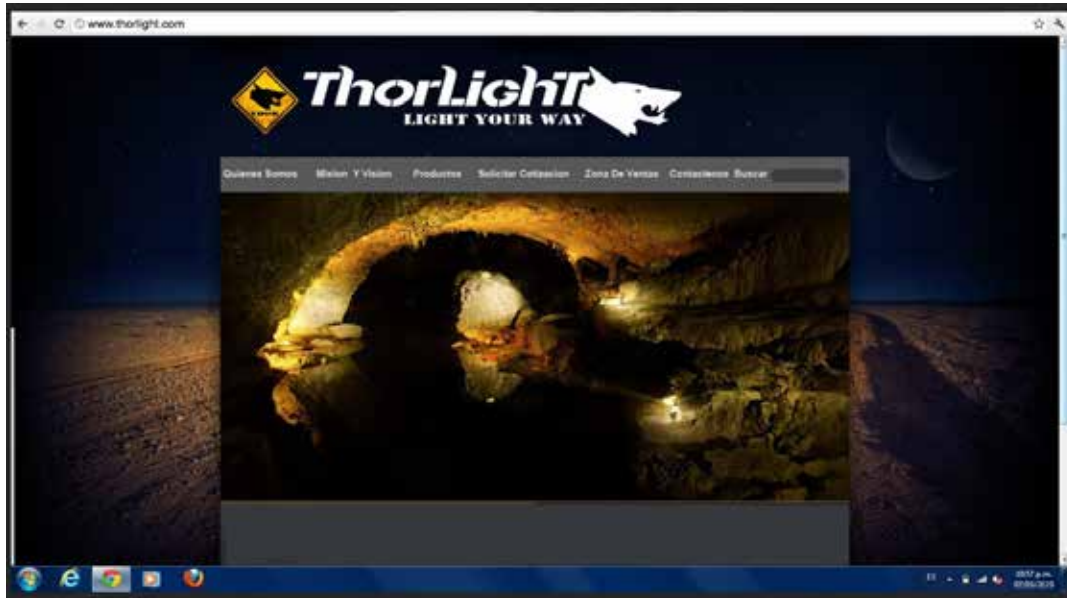 www.thorlight.com
ThorLighT
LIGHT YOUR WAY
Quienes Somos Mision Y Vision Productos Solicitar Cotizacion Zona De Ventas Contactenos Buscar